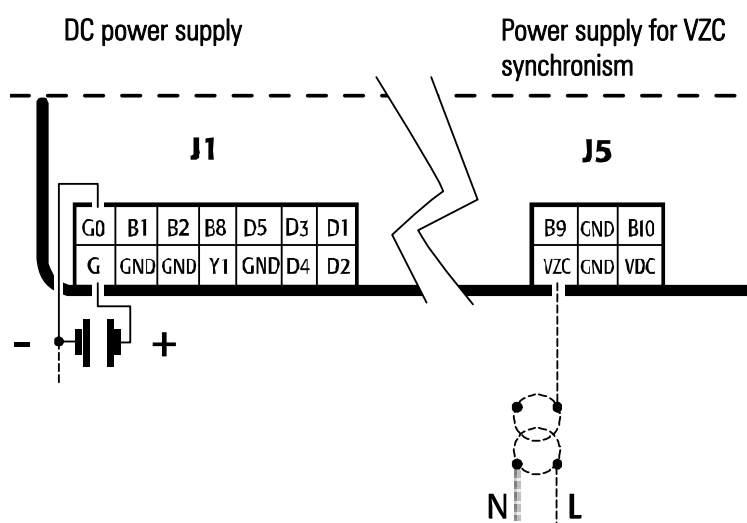 DC power supply
Power supply for VZC
synchronism
J1
J5
G0 B1 B2 B8 D5 D3 D1
G GND GND Y1 GND D4 D2
B9 GND B10
VZC GND VDC
- +
N L